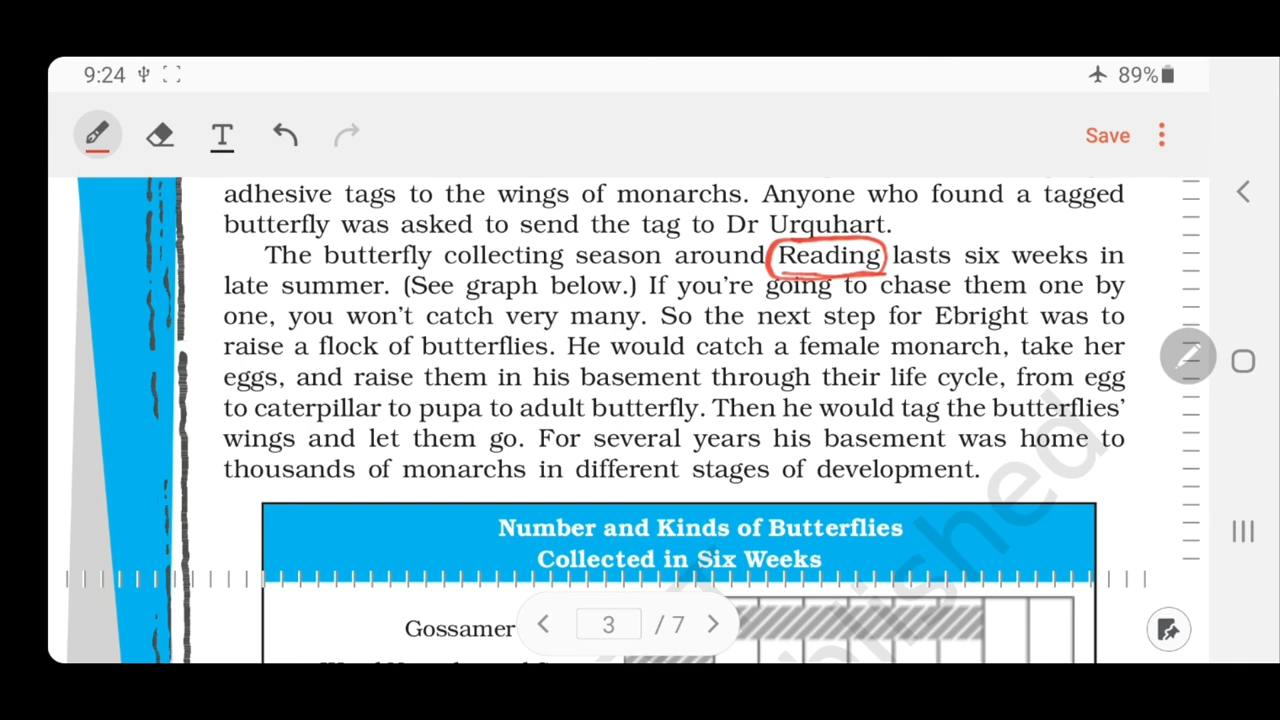 9:24
89%
T
Save
adhesive tags to the wings of monarchs. Anyone who found a tagged
butterfly was asked to send the tag to Dr Urquhart.
The butterfly collecting season around Reading lasts six weeks in
late summer. (See graph below.) If you're going to chase them one by
one, you won't catch very many. So the next step for Ebright was to
raise a flock of butterflies. He would catch a female monarch, take her
eggs, and raise them in his basement through their life cycle, from egg
to caterpillar to pupa to adult butterfly. Then he would tag the butterflies'
wings and let them go. For several years his basement was home to
thousands of monarchs in different stages of development.
Number and Kinds of Butterflies
Collected in Six Weeks
Gossamer
3 / 7